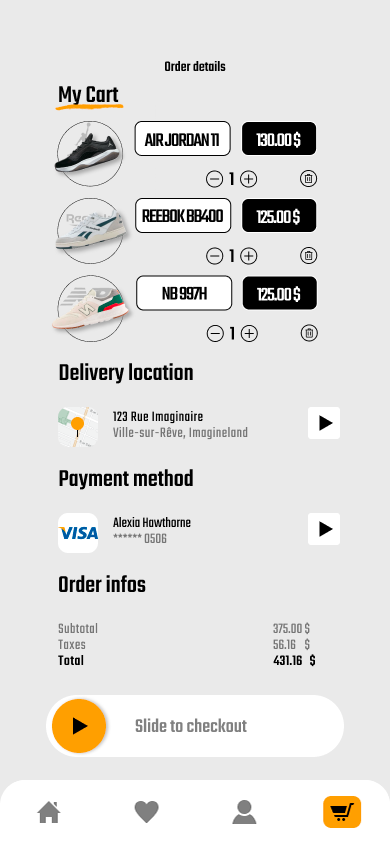 Order details
My Cart
AIR JORDAN 11 130.00 $
1
Reebok
REEBOK BB400 125.00 $
1
NB 997H 125.00 $
1
Delivery location
123 Rue Imaginaire
Ville-sur-Rêve, Imagineland
Payment method
VISA Alexia Hawthorne
****** 0506
Order infos
Subtotal 375.00 $
Taxes 56.16 $
Total 431.16 $
Slide to checkout